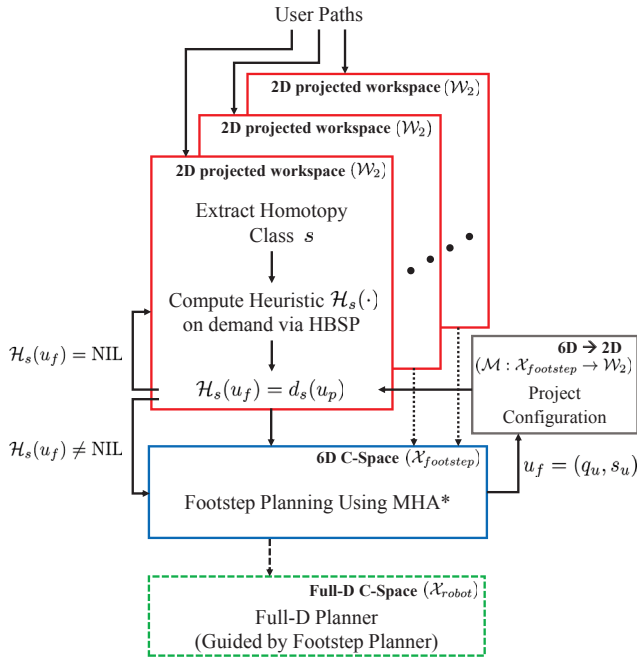 User Paths
2D projected workspace (𝒲₂)
2D projected workspace (𝒲₂)
2D projected workspace (𝒲₂)
Extract Homotopy
Class s
Compute Heuristic ℋₛ(·)
on demand via HBSP
ℋₛ(u_f) = dₛ(u_p)
ℋₛ(u_f) = NIL
ℋₛ(u_f) ≠ NIL
6D → 2D
(ℳ : 𝒳_footstep → 𝒲₂)
Project
Configuration
u_f = (q_u, s_u)
6D C-Space (𝒳_footstep)
Footstep Planning Using MHA*
Full-D C-Space (𝒳_robot)
Full-D Planner
(Guided by Footstep Planner)